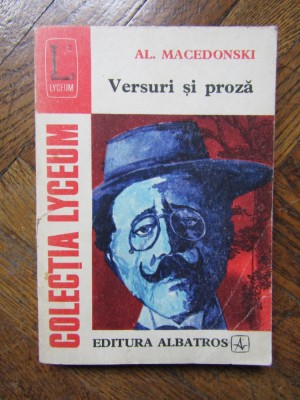 L
LYCEUM
AL. MACEDONSKI
Versuri și proză
COLECȚIA LYCEUM
EDITURA ALBATROS